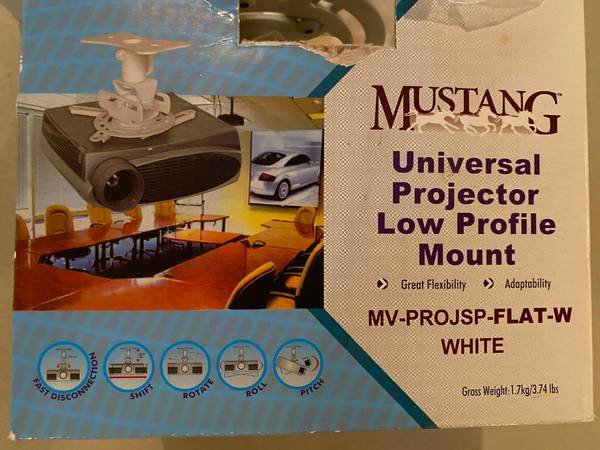 MUSTANG™
Universal
Projector
Low Profile
Mount
Great Flexibility Adaptability
MV-PROJSP-FLAT-W
WHITE
FAST DISCONNECTION SHIFT ROTATE ROLL PITCH
Gross Weight:1.7kg/3.74 lbs